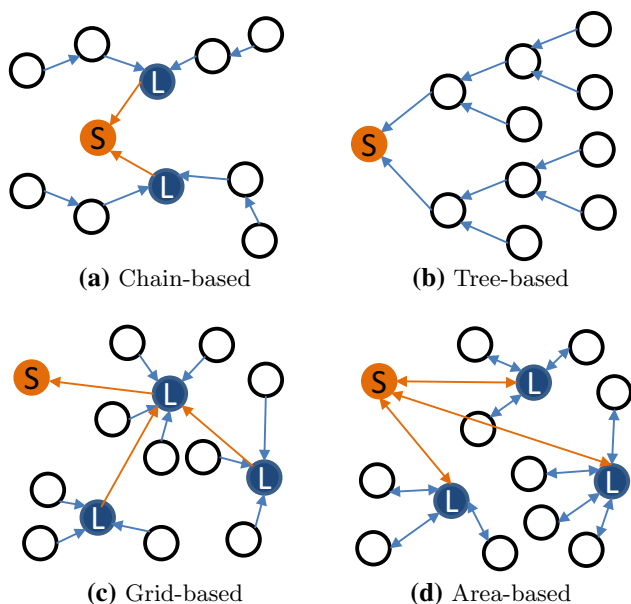 L
S
L
(a) Chain-based
S
(b) Tree-based
S
L
L
L
(c) Grid-based
S
L
L
L
(d) Area-based